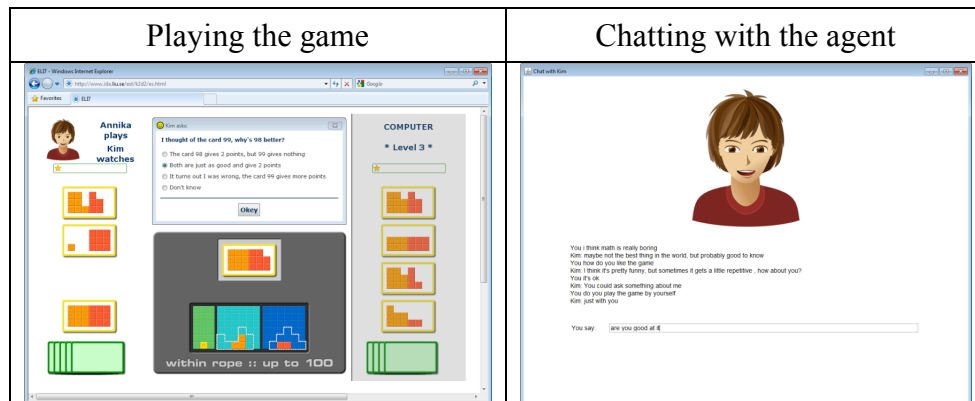 Playing the game
Chatting with the agent
ELI7 - Windows Internet Explorer
Google
Favorites
ELI7
Annika
plays
Kim
watches
Kim asks
I thought of the card 99, why's 98 better?
The card 98 gives 2 points, but 99 gives nothing
Both are just as good and give 2 points
It turns out I was wrong, the card 99 gives more points
Don't know
Okey
within rope :: up to 100
COMPUTER
* Level 3 *
Chat with Kim
You i think math is really boring
Kim: maybe not the best thing in the world, but probably good to know
You how do you like the game
Kim: i think it's pretty funny, but sometimes it gets a little repetitive , how about you?
You it's ok
Kim: You could ask something about me
You do you play the game by yourself
Kim: just with you
You say: are you good at it